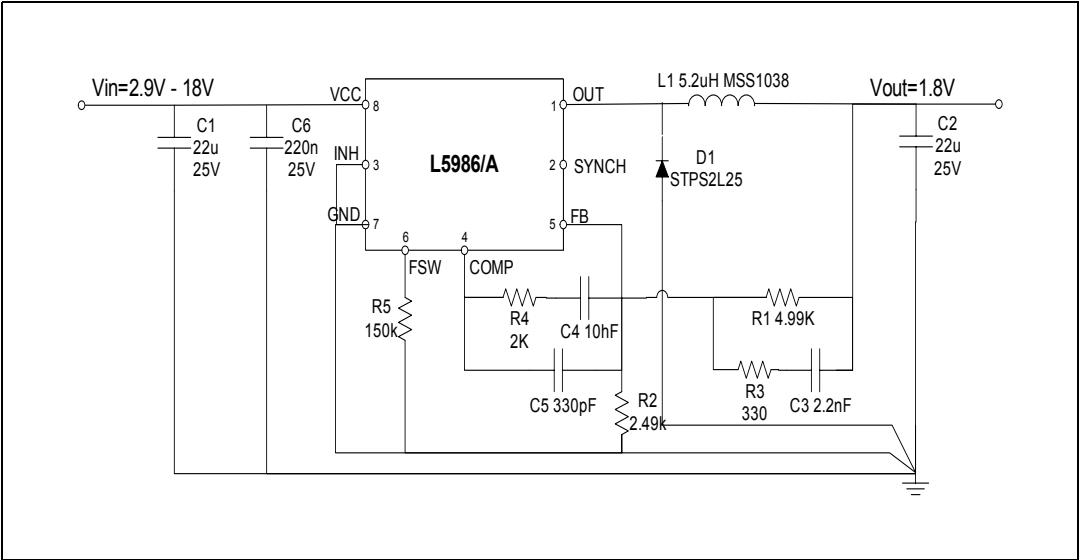 Vin=2.9V - 18V
C1
22u
25V
C6
220n
25V
VCC
8
INH
3
GND
7
L5986/A
1
OUT
2
SYNCH
5
FB
6
FSW
4
COMP
L1 5.2uH MSS1038
Vout=1.8V
C2
22u
25V
D1
STPS2L25
R5
150k
R4
2K
C4 10hF
C5 330pF
R2
2.49k
R1 4.99K
R3
330
C3 2.2nF